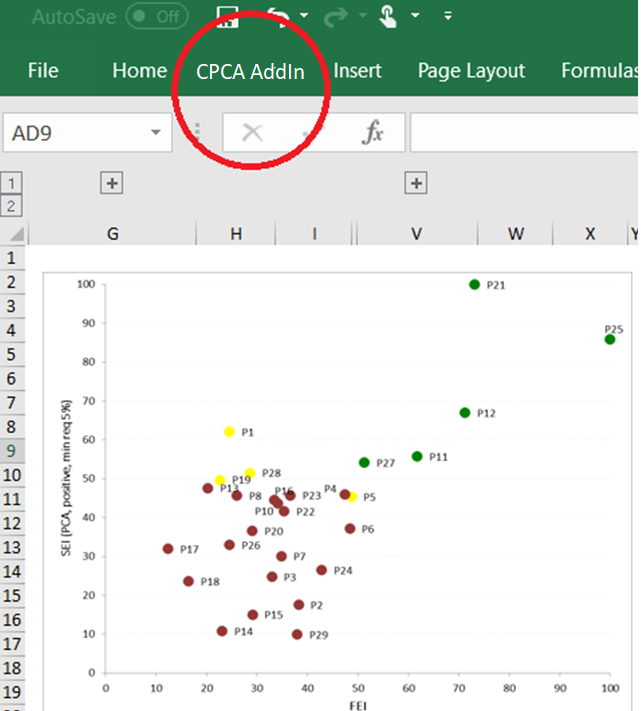 AutoSave Off
File Home CPCA AddIn Insert Page Layout Formulas
AD9 fx
1
2
G H I V W X Y
1
2
3
4
5
6
7
8
9
10
11
12
13
14
15
16
17
18
19
SEI (PCA, positive, min req 5%)
100
90
80
70
60
50
40
30
20
10
0
P21
P25
P12
P1
P11
P27
P28
P19
P13
P8
P16
P23
P4
P5
P10
P22
P6
P20
P26
P17
P7
P24
P3
P18
P2
P15
P14
P29
0 10 20 30 40 50 60 70 80 90 100
FEI